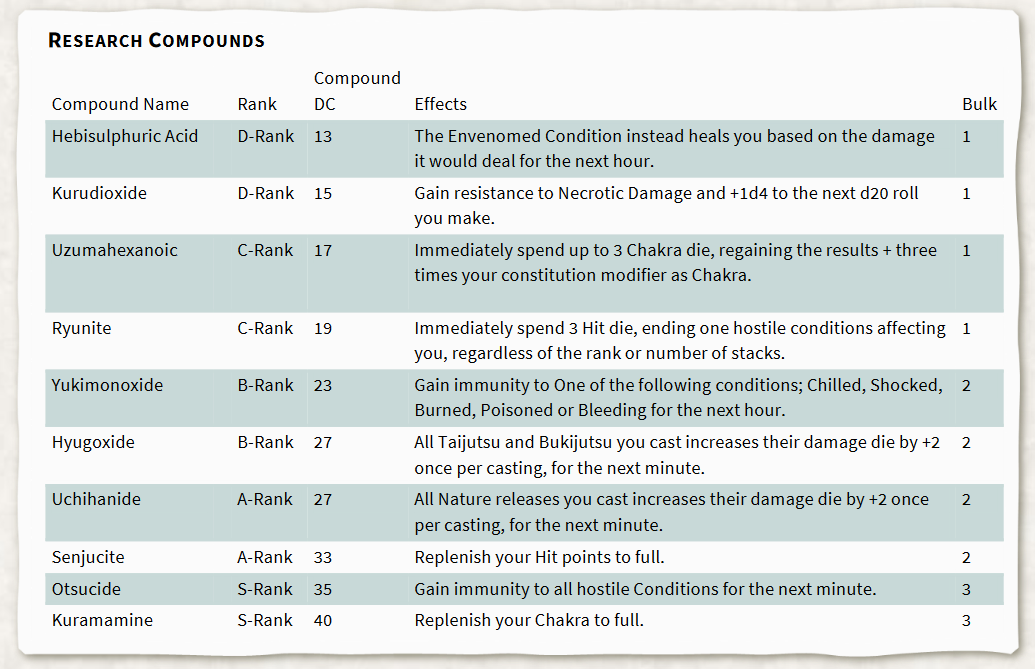 RESEARCH COMPOUNDS
Compound
Compound Name Rank DC Effects Bulk
Hebisulphuric Acid D-Rank 13 The Envenomed Condition instead heals you based on the damage 1
it would deal for the next hour.
Kurudioxide D-Rank 15 Gain resistance to Necrotic Damage and +1d4 to the next d20 roll 1
you make.
Uzumahexanoic C-Rank 17 Immediately spend up to 3 Chakra die, regaining the results + three 1
times your constitution modifier as Chakra.
Ryunite C-Rank 19 Immediately spend 3 Hit die, ending one hostile conditions affecting 1
you, regardless of the rank or number of stacks.
Yukimonoxide B-Rank 23 Gain immunity to One of the following conditions; Chilled, Shocked, 2
Burned, Poisoned or Bleeding for the next hour.
Hyugoxide B-Rank 27 All Taijutsu and Bukijutsu you cast increases their damage die by +2 2
once per casting, for the next minute.
Uchihanide A-Rank 27 All Nature releases you cast increases their damage die by +2 once 2
per casting, for the next minute.
Senjucite A-Rank 33 Replenish your Hit points to full. 2
Otsucide S-Rank 35 Gain immunity to all hostile Conditions for the next minute. 3
Kuramamine S-Rank 40 Replenish your Chakra to full. 3